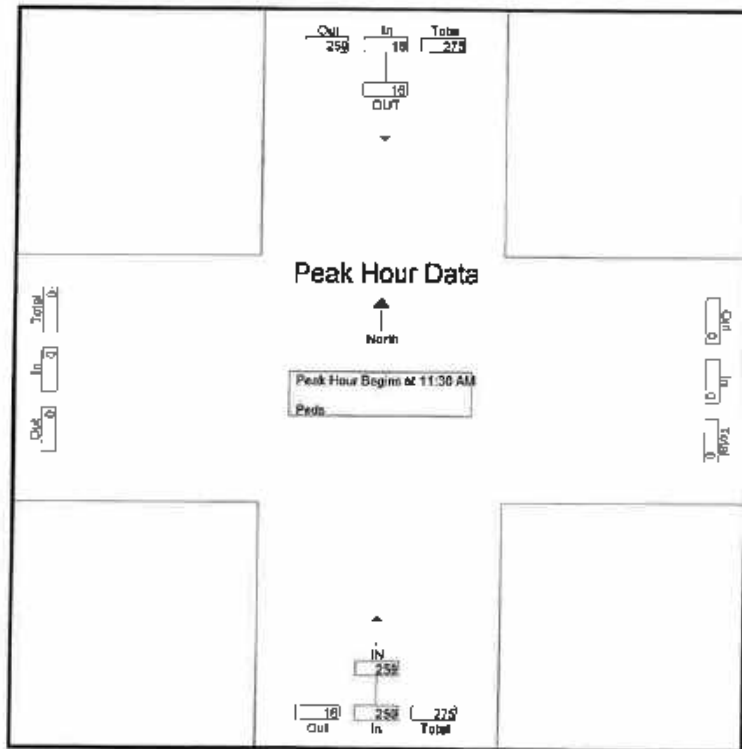 Out In Total
259 16 275
16
OUT
Peak Hour Data
North
Peak Hour Begins at 11:30 AM
Peds
Total 0
In 0
Out 0
Out 0
In 0
Total 0
IN
259
16 259 275
Out In Total